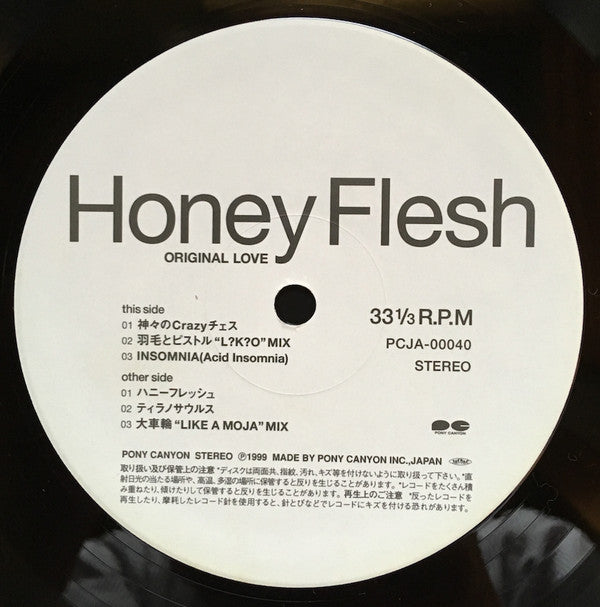 Honey Flesh
ORIGINAL LOVE
this side
01 神々のCrazyチェス
02 羽毛とピストル “L?K?O” MIX
03 INSOMNIA(Acid Insomnia)
other side
01 ハニーフレッシュ
02 ティラノサウルス
03 大車輪 “LIKE A MOJA” MIX
33 1/3 R.P.M
PCJA-00040
STEREO
PONY CANYON
PONY CANYON STEREO ℗1999 MADE BY PONY CANYON INC.,JAPAN
取り扱い及び保管上の注意 *ディスクは両面共、指紋、汚れ、キズ等を付けないように取り扱って下さい。*直
射日光の当たる場所や、高温、多湿の場所に保管すると反りを生じることがあります。*レコードをたくさん積
み重ねたり、傾けたりして保管すると反りを生じることがあります。再生上のご注意 *反ったレコードを
再生したり、摩耗したレコード針を使用すると、針とびなどでレコードにキズを付ける恐れがあります。